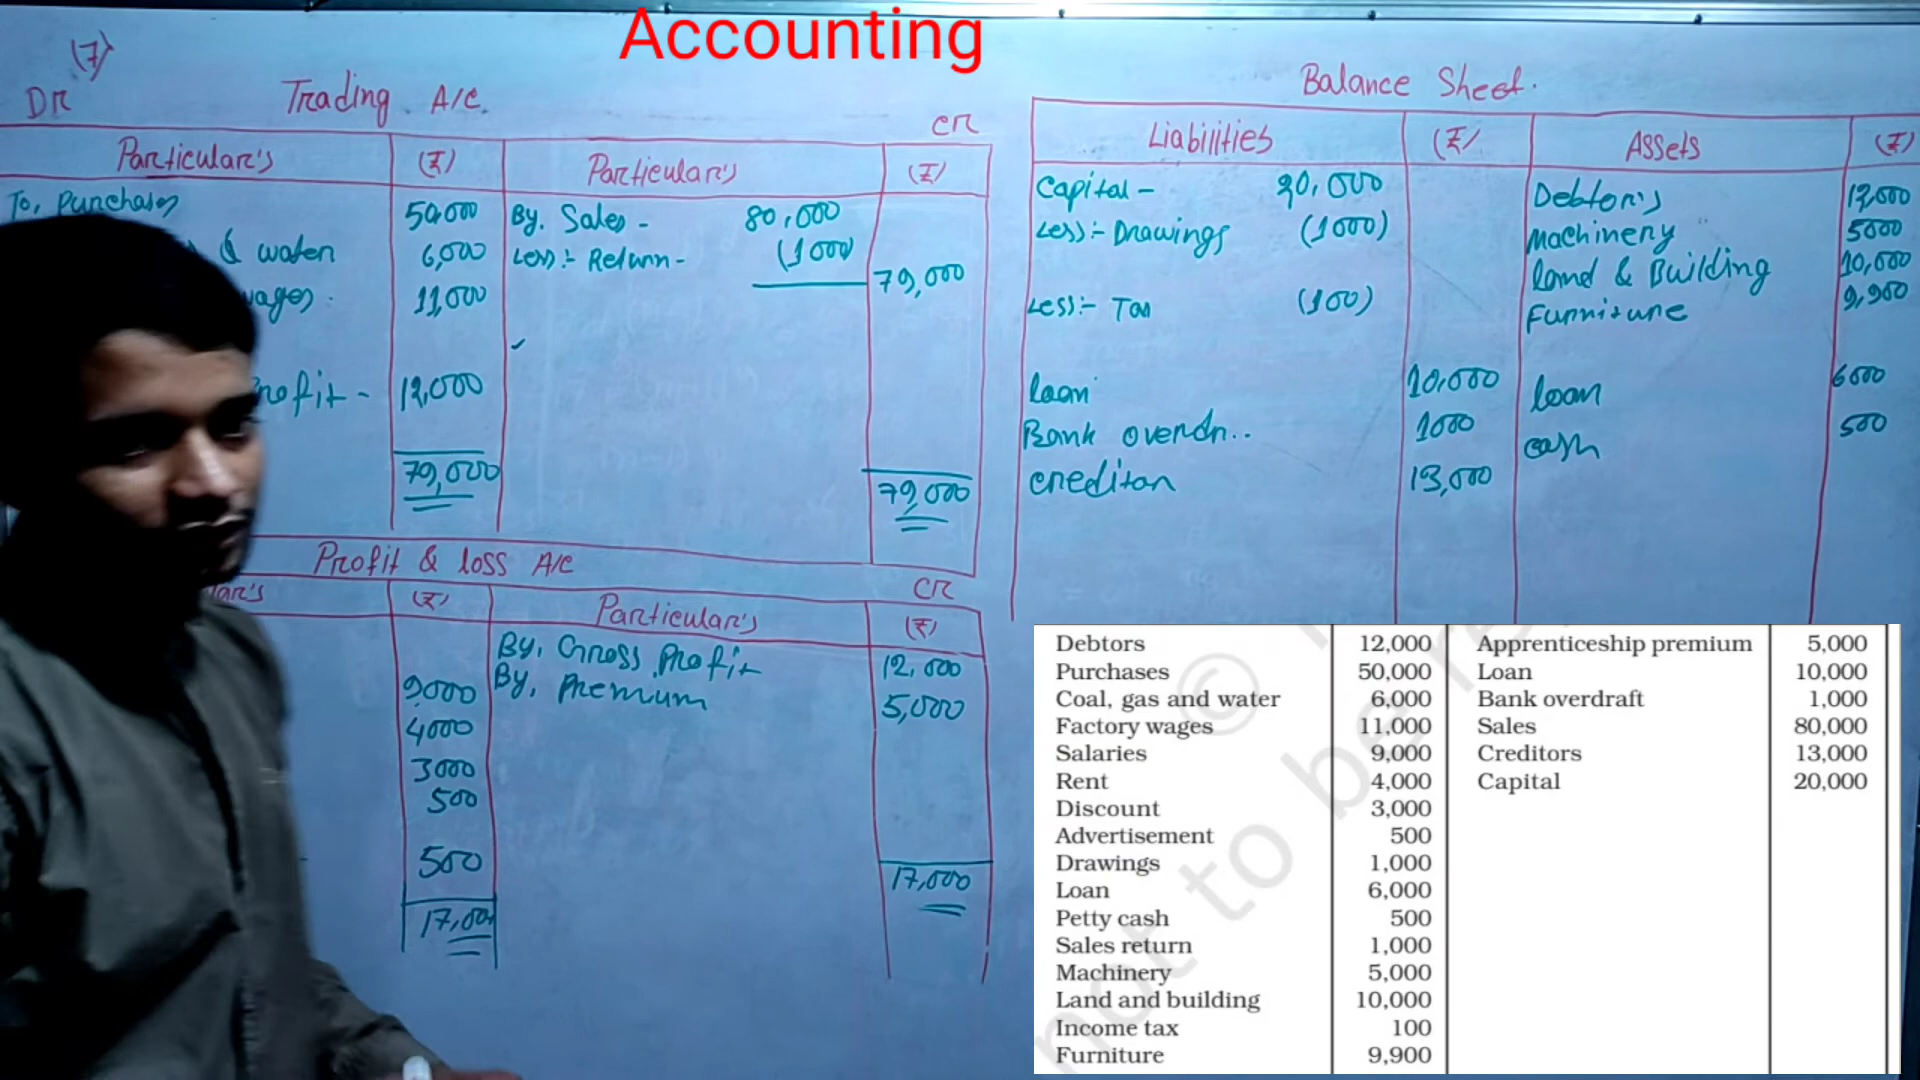 Accounting
(7)
DR Trading A/c. CR
Particular's (₹) Particular's (₹)
To, Purchases 50,000 By. Sales - 80,000
& water 6,000 Less:- Return - (1000) 79,000
wages. 11,000
Profit - 12,000
79,000 79,000
Profit & loss A/c
CR
lar's (₹) Particular's (₹)
By, Gross Profit 12,000
9000 By, Premum 5,000
4000
3000
500
500
17,000 17,000
Balance Sheet.
Liabilities (₹) Assets (₹)
Capital - 20,000 Debtor's 12,000
Less:- Drawings (1000) Machinery 5000
land & Building 10,000
Less:- Tax (100) Furniture 9,900
loan 10,000 loan 6000
Bank overdr.. 1000 cash 500
creditor 13,000
Debtors 12,000 Apprenticeship premium 5,000
Purchases 50,000 Loan 10,000
Coal, gas and water 6,000 Bank overdraft 1,000
Factory wages 11,000 Sales 80,000
Salaries 9,000 Creditors 13,000
Rent 4,000 Capital 20,000
Discount 3,000
Advertisement 500
Drawings 1,000
Loan 6,000
Petty cash 500
Sales return 1,000
Machinery 5,000
Land and building 10,000
Income tax 100
Furniture 9,900
© not to be re